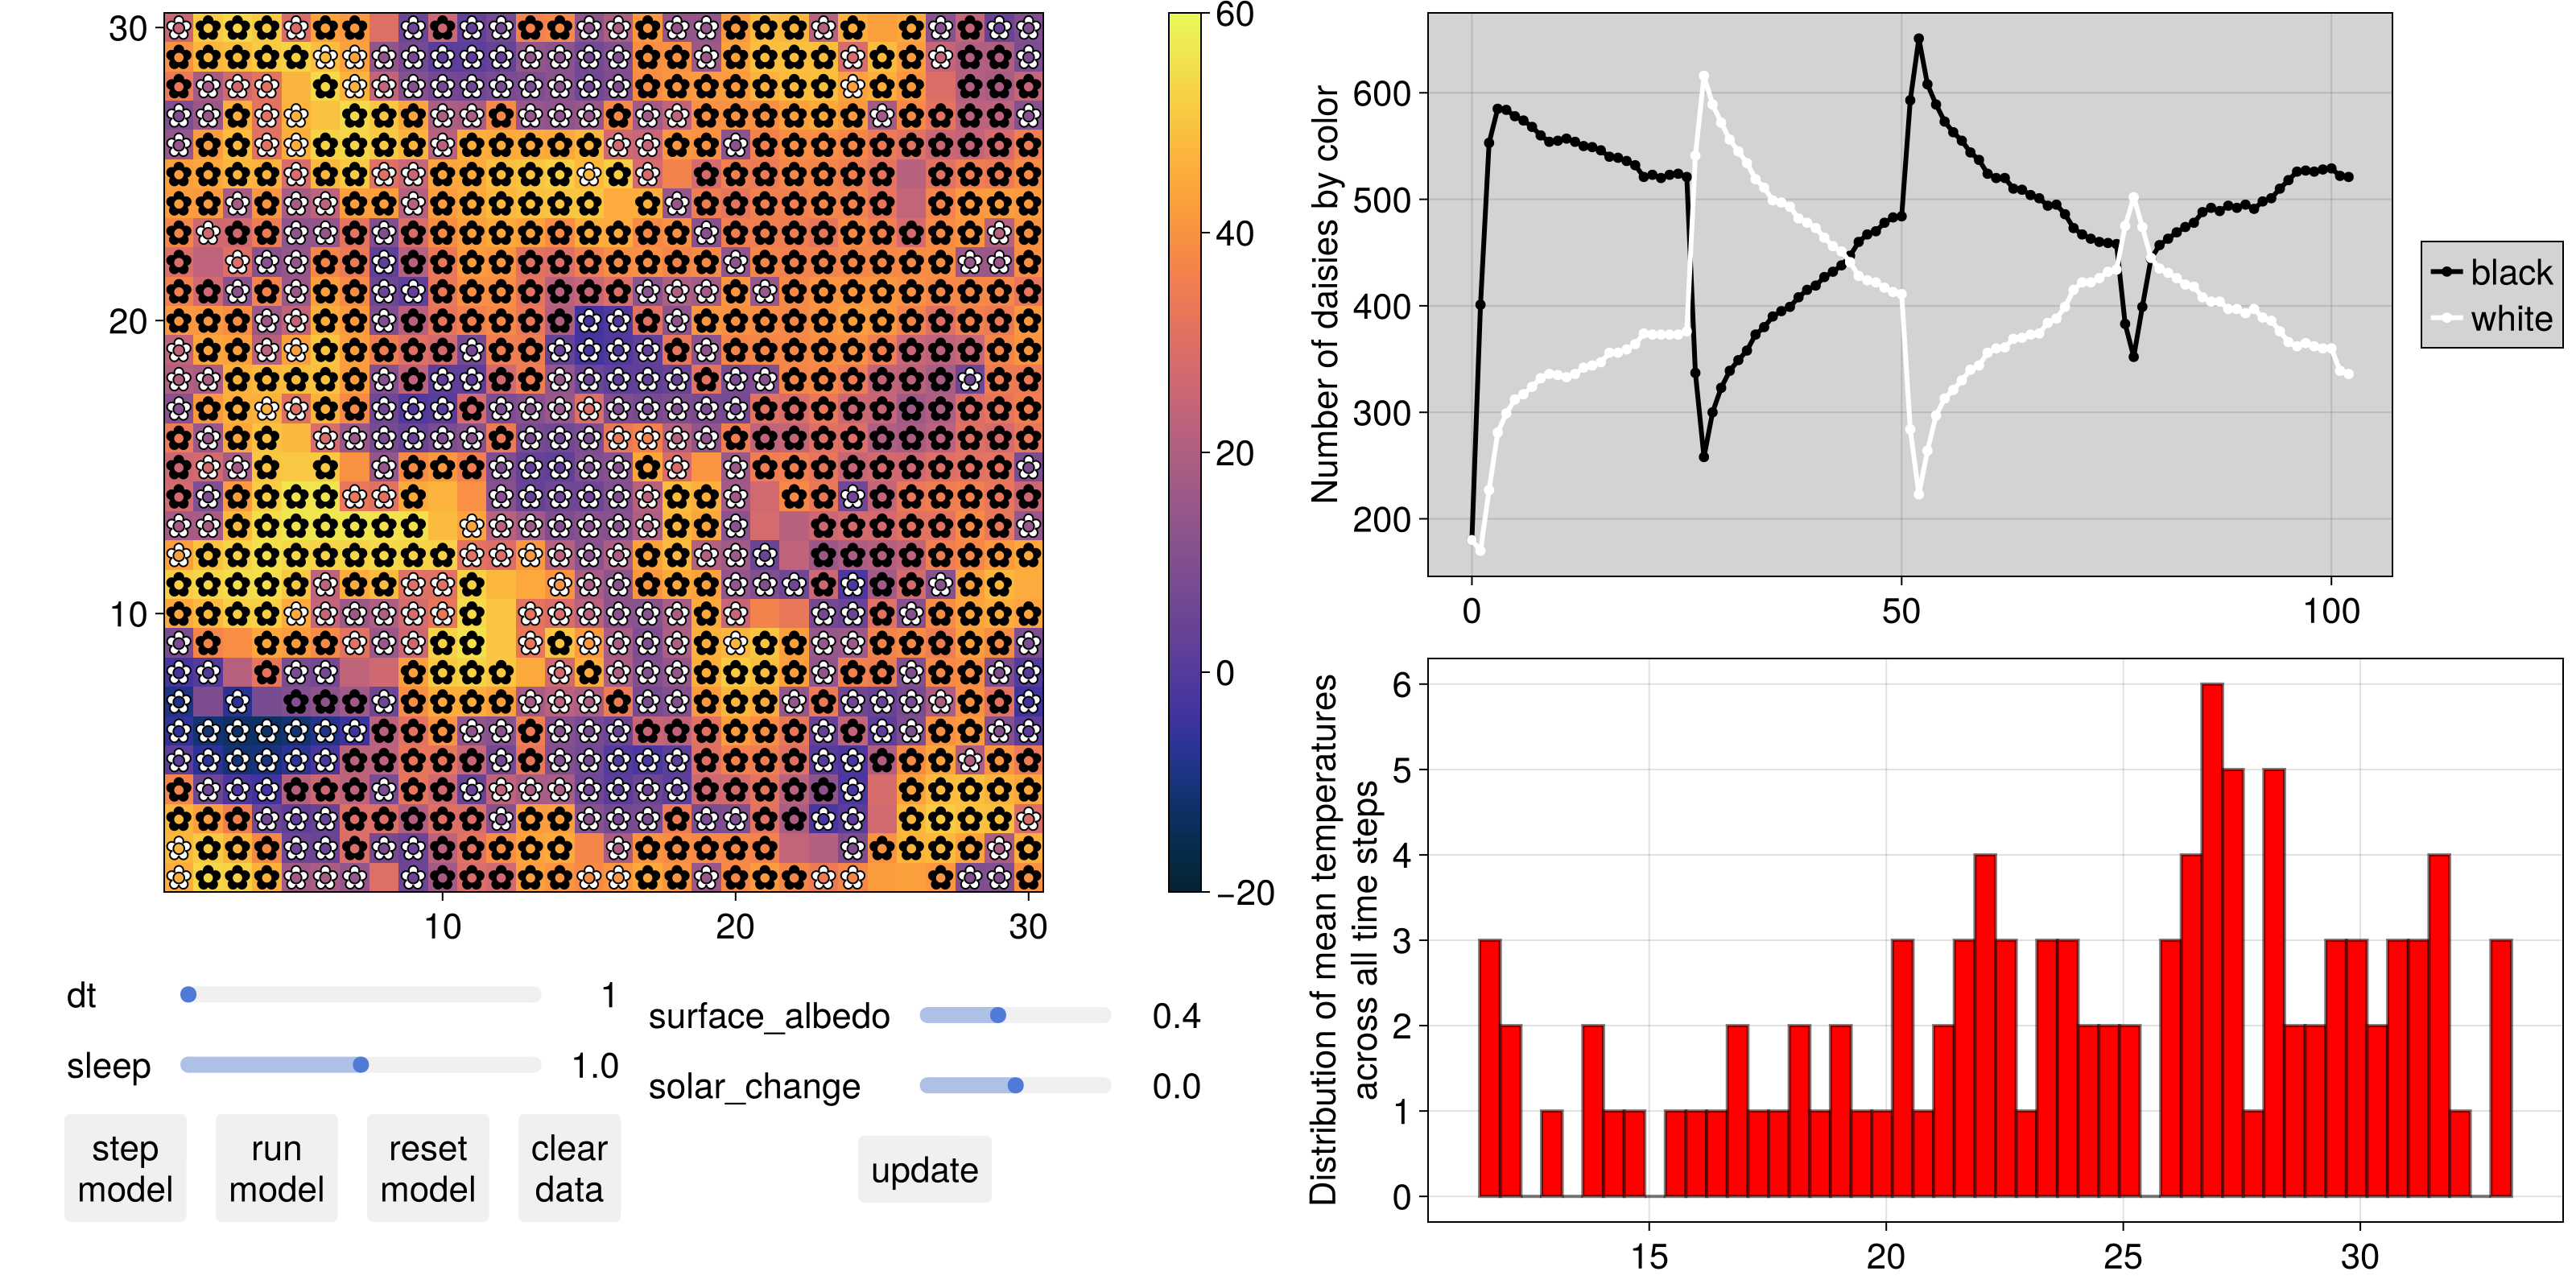 30
20
10
10
20
30
60
40
20
0
−20
Number of daisies by color
600
500
400
300
200
0
50
100
black
white
Distribution of mean temperatures
across all time steps
6
5
4
3
2
1
0
15
20
25
30
dt
1
sleep
1.0
surface_albedo
0.4
solar_change
0.0
step
model
run
model
reset
model
clear
data
update